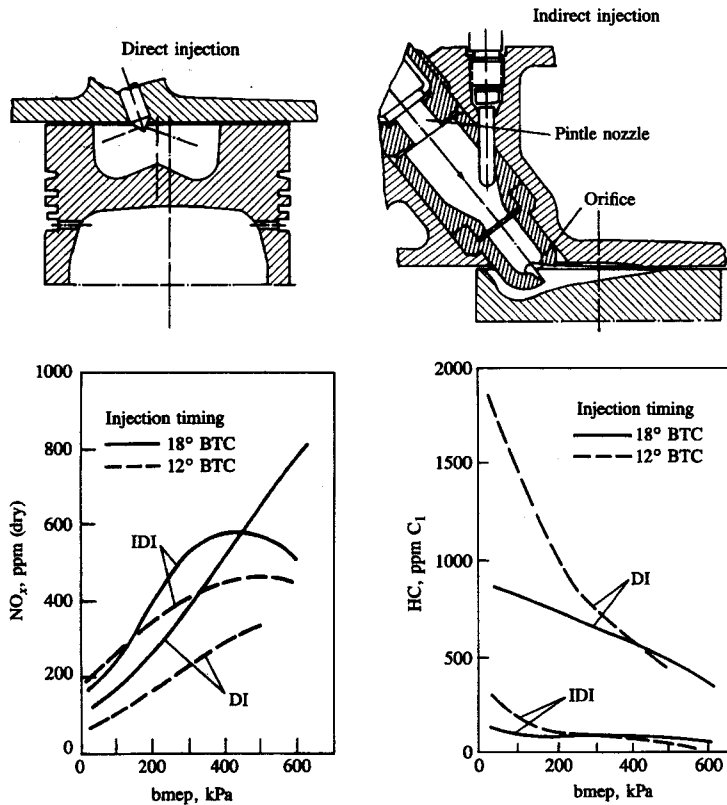 Direct injection
Indirect injection
Pintle nozzle
Orifice
1000
800
600
400
200
0
NOx, ppm (dry)
Injection timing
18° BTC
12° BTC
IDI
DI
0
200
400
600
bmep, kPa
2000
1500
1000
500
0
HC, ppm C1
Injection timing
18° BTC
12° BTC
DI
IDI
0
200
400
600
bmep, kPa